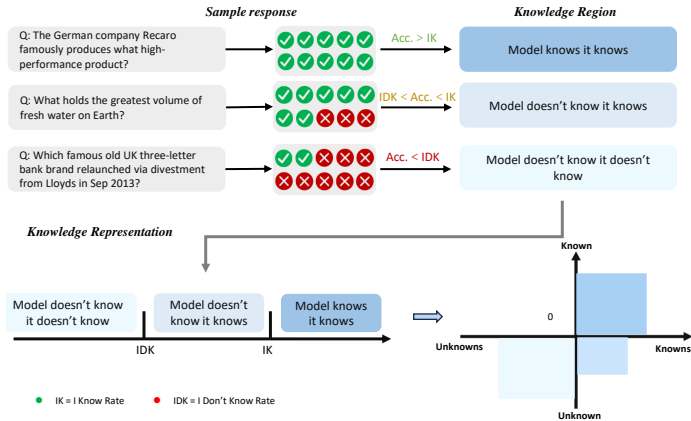 Sample response
Knowledge Region
Q: The German company Recaro
famously produces what high-
performance product?
Acc. > IK
Model knows it knows
Q: What holds the greatest volume of
fresh water on Earth?
IDK < Acc. < IK
Model doesn't know it knows
Q: Which famous old UK three-letter
bank brand relaunched via divestment
from Lloyds in Sep 2013?
Acc. < IDK
Model doesn't know it doesn't
know
Knowledge Representation
Known
Model doesn't know
it doesn't know
Model doesn't
know it knows
Model knows
it knows
0
IDK
IK
Unknowns
Knowns
IK = I Know Rate
IDK = I Don't Know Rate
Unknown